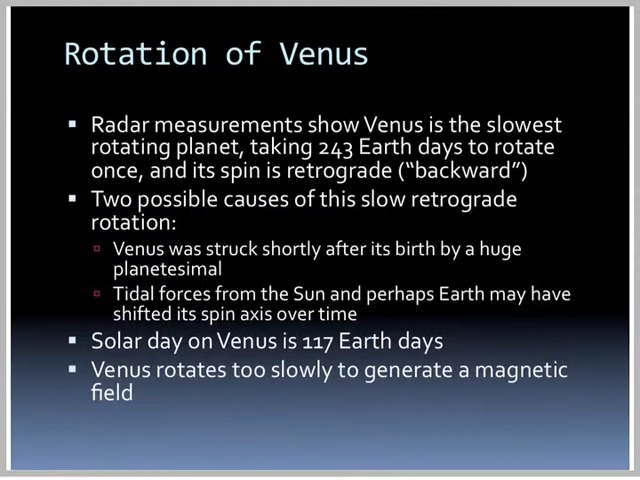 Rotation of Venus
▪ Radar measurements show Venus is the slowest
rotating planet, taking 243 Earth days to rotate
once, and its spin is retrograde (“backward”)
▪ Two possible causes of this slow retrograde
rotation:
▫ Venus was struck shortly after its birth by a huge
planetesimal
▫ Tidal forces from the Sun and perhaps Earth may have
shifted its spin axis over time
▪ Solar day on Venus is 117 Earth days
▪ Venus rotates too slowly to generate a magnetic
field